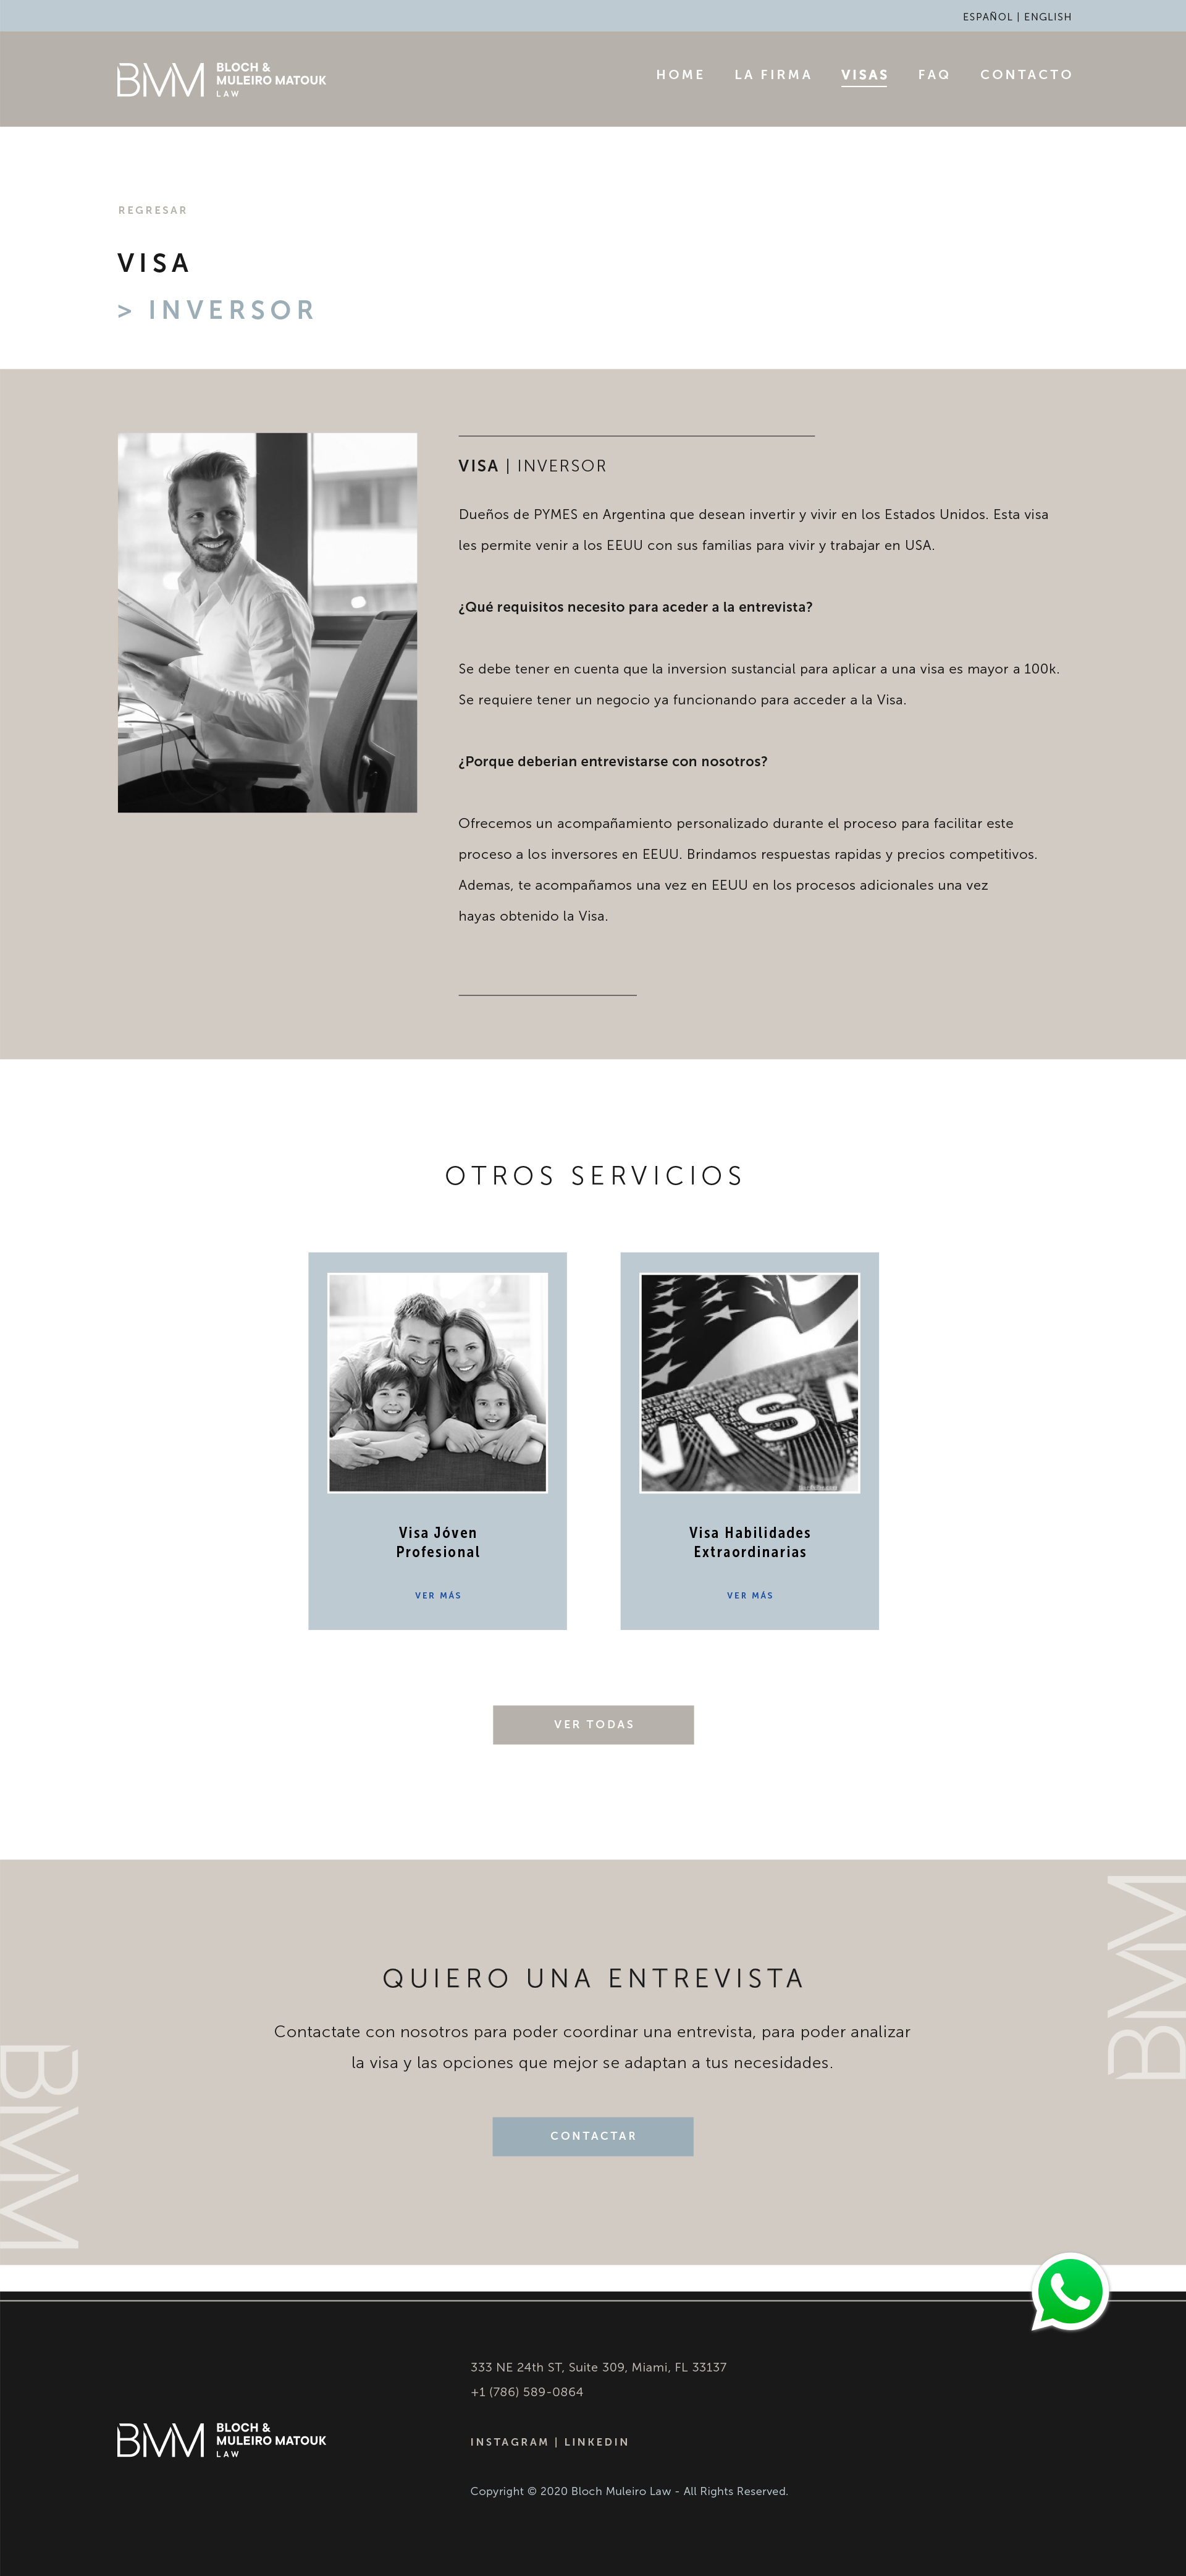 ESPAÑOL | ENGLISH
BMM BLOCH &
MULEIRO MATOUK
LAW
HOME LA FIRMA VISAS FAQ CONTACTO
REGRESAR
VISA
> INVERSOR
VISA | INVERSOR
Dueños de PYMES en Argentina que desean invertir y vivir en los Estados Unidos. Esta visa
les permite venir a los EEUU con sus familias para vivir y trabajar en USA.
¿Qué requisitos necesito para aceder a la entrevista?
Se debe tener en cuenta que la inversion sustancial para aplicar a una visa es mayor a 100k.
Se requiere tener un negocio ya funcionando para acceder a la Visa.
¿Porque deberian entrevistarse con nosotros?
Ofrecemos un acompañamiento personalizado durante el proceso para facilitar este
proceso a los inversores en EEUU. Brindamos respuestas rapidas y precios competitivos.
Ademas, te acompañamos una vez en EEUU en los procesos adicionales una vez
hayas obtenido la Visa.
OTROS SERVICIOS
VISA
Visa Jóven
Profesional
VER MÁS
Visa Habilidades
Extraordinarias
VER MÁS
VER TODAS
BMM
QUIERO UNA ENTREVISTA
Contactate con nosotros para poder coordinar una entrevista, para poder analizar
la visa y las opciones que mejor se adaptan a tus necesidades.
BMM
CONTACTAR
333 NE 24th ST, Suite 309, Miami, FL 33137
+1 (786) 589-0864
BMM BLOCH &
MULEIRO MATOUK
LAW
INSTAGRAM | LINKEDIN
Copyright © 2020 Bloch Muleiro Law - All Rights Reserved.